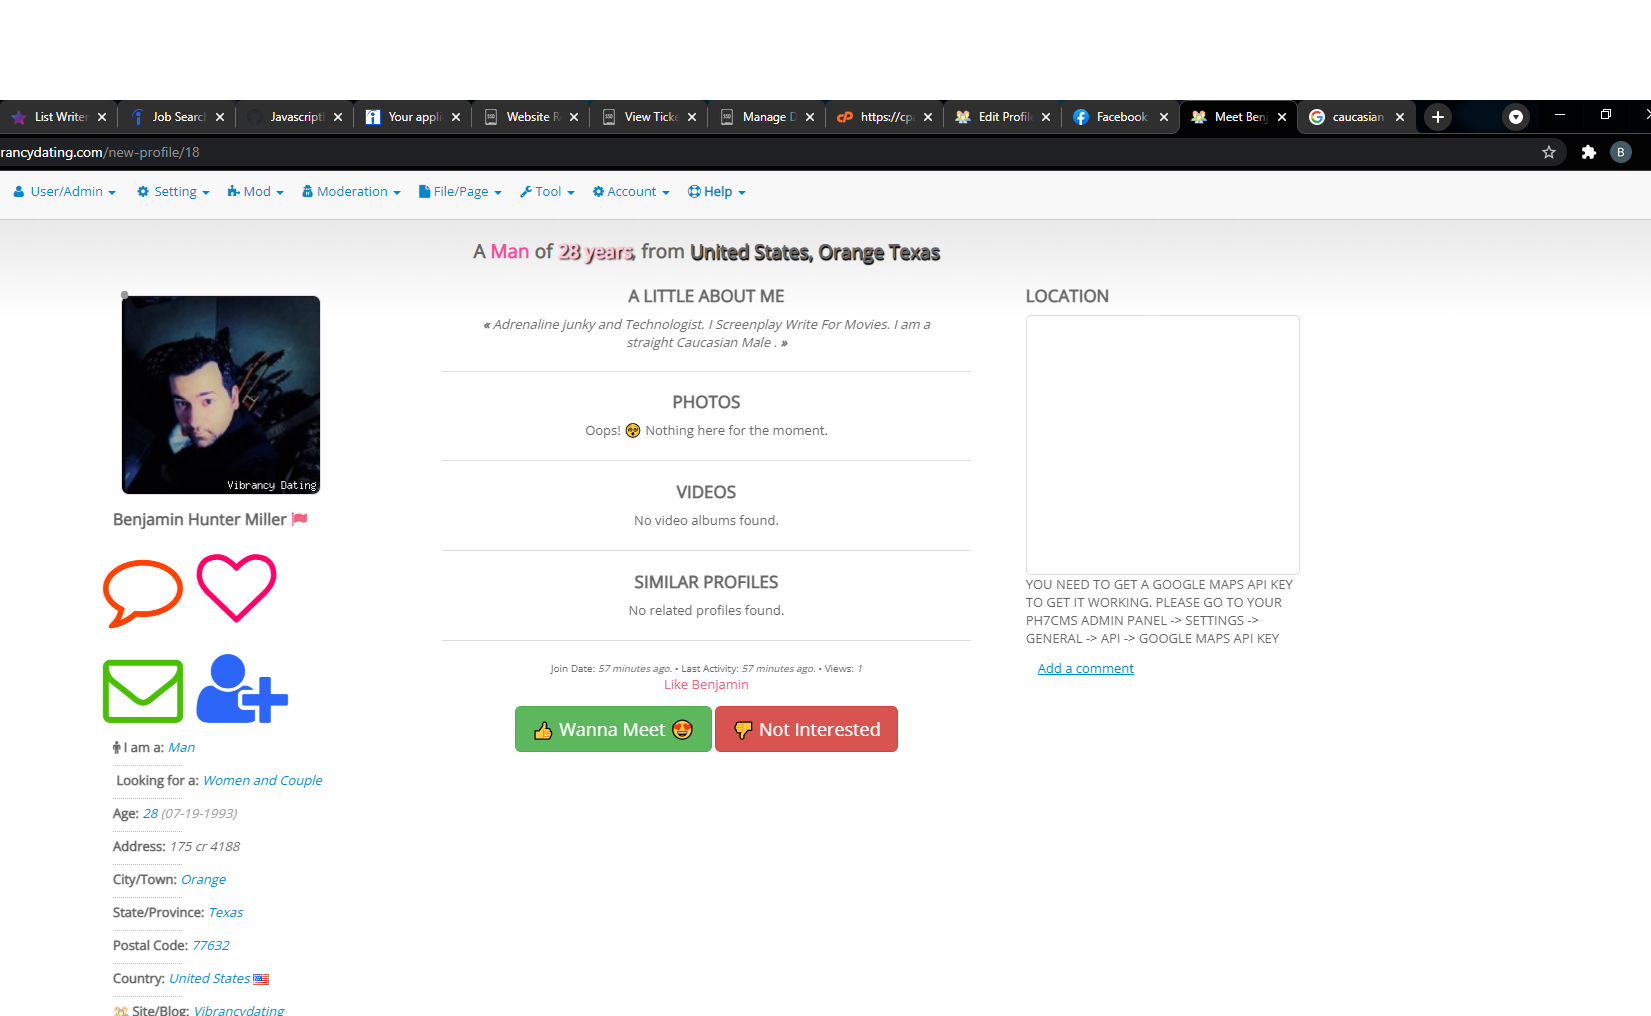 List Writer
Job Searc
Javascripti
Your appli
Website R
View Ticke
Manage D
https://cpa
Edit Profile
Facebook
Meet Benj
caucasian
rancydating.com/new-profile/18
B
User/Admin
Setting
Mod
Moderation
File/Page
Tool
Account
Help
A Man of 28 years, from United States, Orange Texas
Vibrancy Dating
Benjamin Hunter Miller
I am a: Man
Looking for a: Women and Couple
Age: 28 (07-19-1993)
Address: 175 cr 4188
City/Town: Orange
State/Province: Texas
Postal Code: 77632
Country: United States
Site/Blog: Vibrancydating
A LITTLE ABOUT ME
« Adrenaline junky and Technologist. I Screenplay Write For Movies. I am a
straight Caucasian Male . »
PHOTOS
Oops! 😵 Nothing here for the moment.
VIDEOS
No video albums found.
SIMILAR PROFILES
No related profiles found.
Join Date: 57 minutes ago. • Last Activity: 57 minutes ago. • Views: 1
Like Benjamin
👍 Wanna Meet 😍
👎 Not Interested
LOCATION
YOU NEED TO GET A GOOGLE MAPS API KEY
TO GET IT WORKING. PLEASE GO TO YOUR
PH7CMS ADMIN PANEL -> SETTINGS ->
GENERAL -> API -> GOOGLE MAPS API KEY
Add a comment